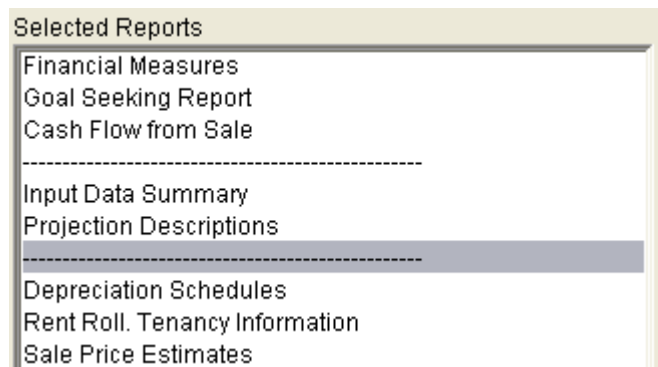 Selected Reports
Financial Measures
Goal Seeking Report
Cash Flow from Sale
--------------------------------------------------
Input Data Summary
Projection Descriptions
--------------------------------------------------
Depreciation Schedules
Rent Roll. Tenancy Information
Sale Price Estimates